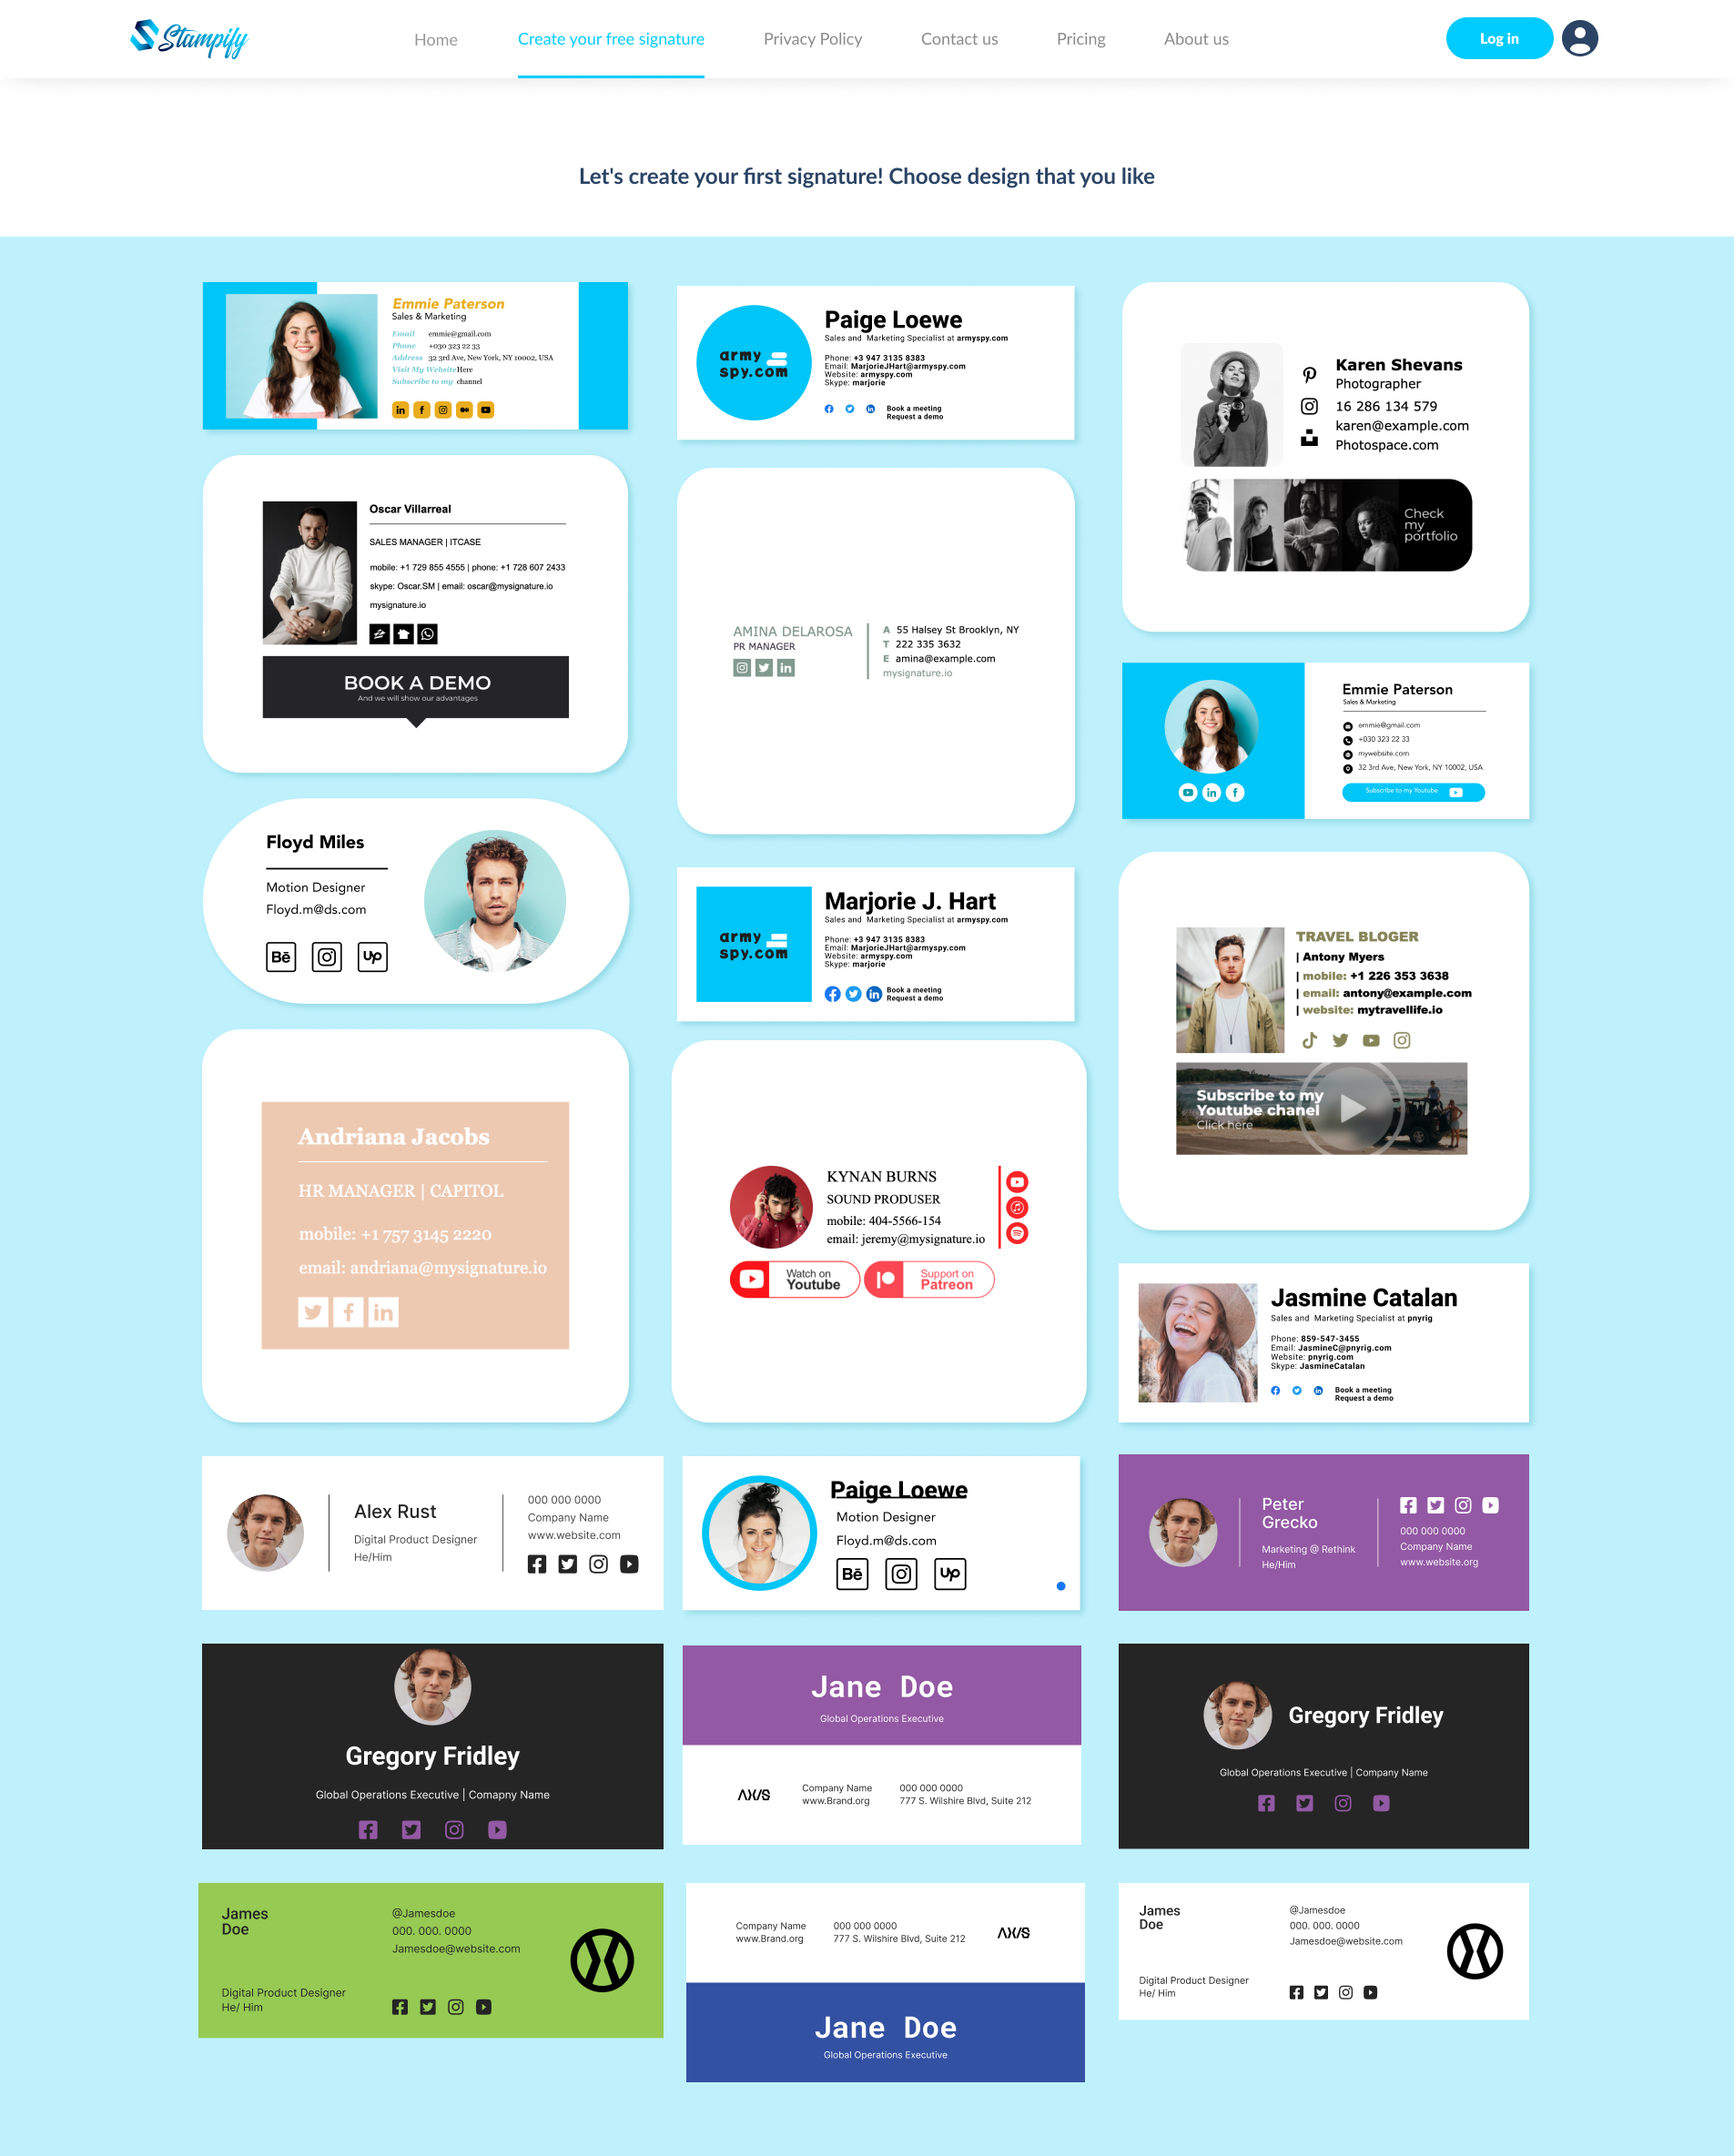 Stampify
Home
Create your free signature
Privacy Policy
Contact us
Pricing
About us
Log in
Let's create your first signature! Choose design that you like
Emmie Paterson
Sales & Marketing
Email emmie@gmail.com
Phone +030 323 22 33
Address 32 3rd Ave, New York, NY 10002, USA
Visit My Website Here
Subscribe to my channel
army
spy.com
Paige Loewe
Sales and Marketing Specialist at armyspy.com
Phone: +3 947 3135 8383
Email: MarjorieJHart@armyspy.com
Website: armyspy.com
Skype: marjorie
Book a meeting
Request a demo
Karen Shevans
Photographer
16 286 134 579
karen@example.com
Photospace.com
Check
my
portfolio
Oscar Villarreal
SALES MANAGER | ITCASE
mobile: +1 729 855 4555 | phone: +1 728 607 2433
skype: Oscar.SM | email: oscar@mysignature.io
mysignature.io
BOOK A DEMO
And we will show our advantages
AMINA DELAROSA
PR MANAGER
A 55 Halsey St Brooklyn, NY
T 222 335 3632
E amina@example.com
mysignature.io
Emmie Paterson
Sales & Marketing
emmie@gmail.com
+030 323 22 33
mywebsite.com
32 3rd Ave, New York, NY 10002, USA
Subscribe to my Youtube
Floyd Miles
Motion Designer
Floyd.m@ds.com
Bē
Up
army
spy.com
Marjorie J. Hart
Sales and Marketing Specialist at armyspy.com
Phone: +3 947 3135 8383
Email: MarjorieJHart@armyspy.com
Website: armyspy.com
Skype: marjorie
Book a meeting
Request a demo
TRAVEL BLOGER
| Antony Myers
| mobile: +1 226 353 3638
| email: antony@example.com
| website: mytravellife.io
Subscribe to my
Youtube chanel
Click here
Andriana Jacobs
HR MANAGER | CAPITOL
mobile: +1 757 3145 2220
email: andriana@mysignature.io
KYNAN BURNS
SOUND PRODUSER
mobile: 404-5566-154
email: jeremy@mysignature.io
Watch on
Youtube
Support on
Patreon
Jasmine Catalan
Sales and Marketing Specialist at pnyrig
Phone: 859-547-3455
Email: JasmineC@pnyrig.com
Website: pnyrig.com
Skype: JasmineCatalan
Book a meeting
Request a demo
Alex Rust
Digital Product Designer
He/Him
000 000 0000
Company Name
www.website.com
Paige Loewe
Motion Designer
Floyd.m@ds.com
Bē
Up
Peter
Grecko
Marketing @ Rethink
He/Him
000 000 0000
Company Name
www.website.org
Gregory Fridley
Global Operations Executive | Comapny Name
Jane Doe
Global Operations Executive
AXIS
Company Name
www.Brand.org
000 000 0000
777 S. Wilshire Blvd, Suite 212
Gregory Fridley
Global Operations Executive | Company Name
James
Doe
Digital Product Designer
He/ Him
@Jamesdoe
000. 000. 0000
Jamesdoe@website.com
Company Name
www.Brand.org
000 000 0000
777 S. Wilshire Blvd, Suite 212
AXIS
Jane Doe
Global Operations Executive
James
Doe
Digital Product Designer
He/ Him
@Jamesdoe
000. 000. 0000
Jamesdoe@website.com